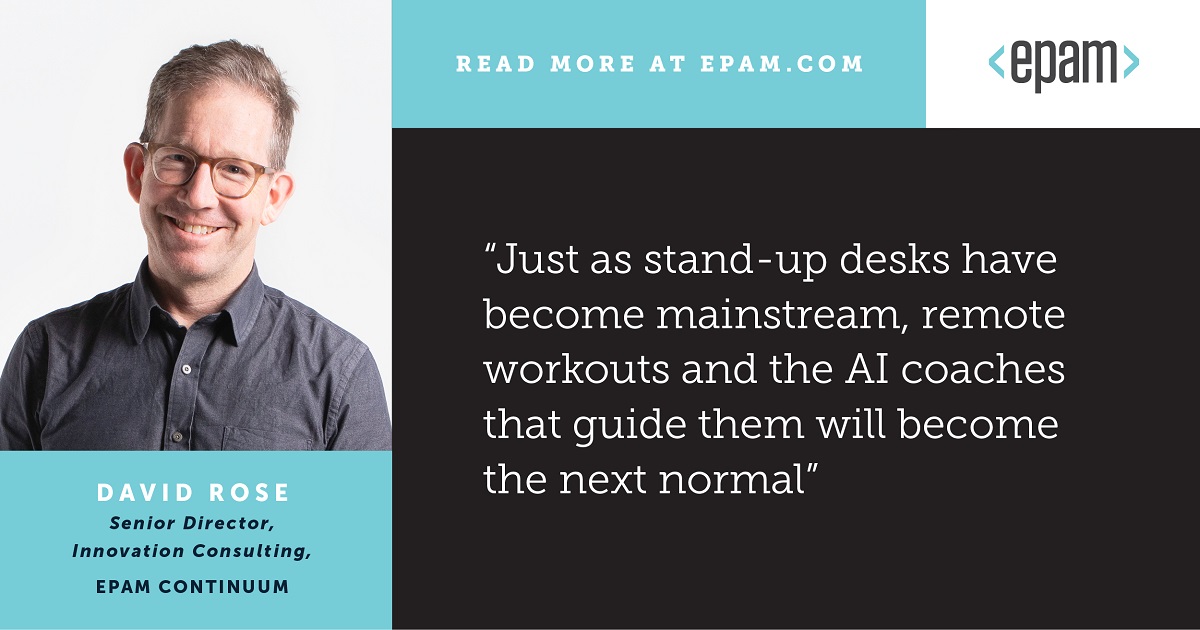 READ MORE AT EPAM.COM
<epam>
“Just as stand-up desks have
become mainstream, remote
workouts and the AI coaches
that guide them will become
the next normal”
DAVID ROSE
Senior Director,
Innovation Consulting,
EPAM CONTINUUM